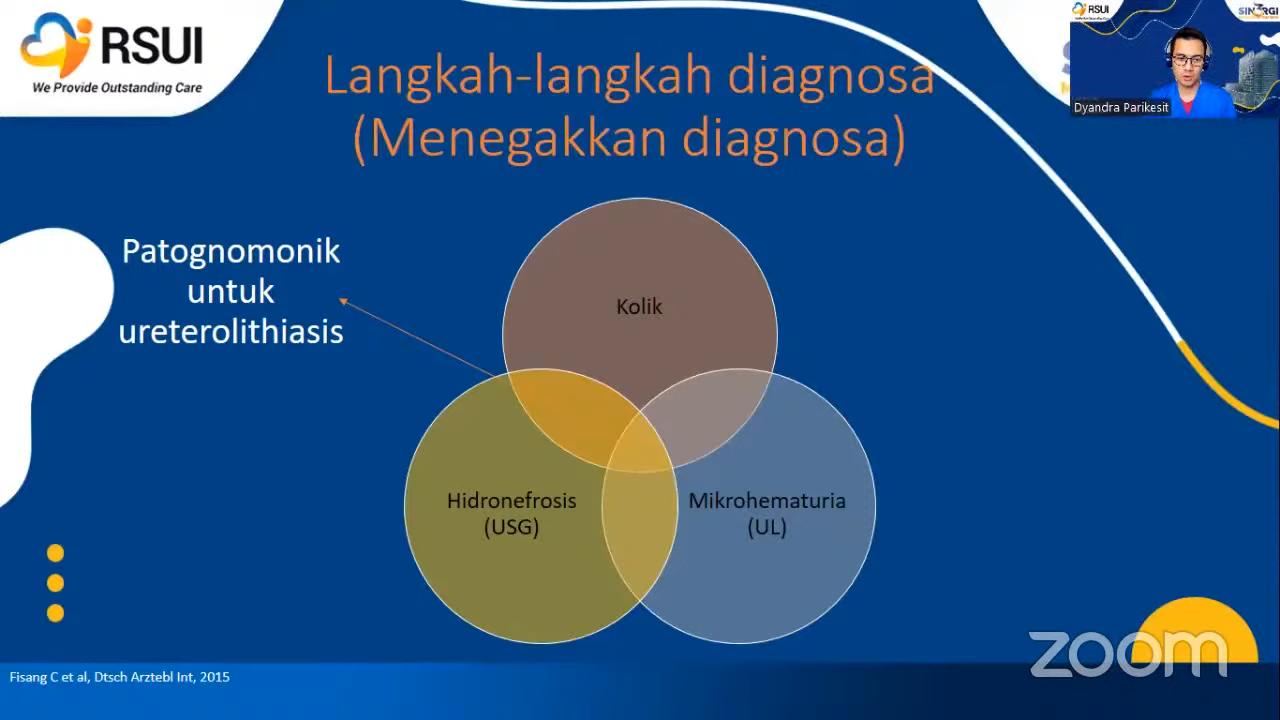 RSUI
We Provide Outstanding Care
Langkah-langkah diagnosa
(Menegakkan diagnosa)
RSUI
Dyandra Parikesit
Patognomonik
untuk
ureterolithiasis
Kolik
Hidronefrosis
(USG)
Mikrohematuria
(UL)
zoom
Fisang C et al, Dtsch Arztebl Int, 2015